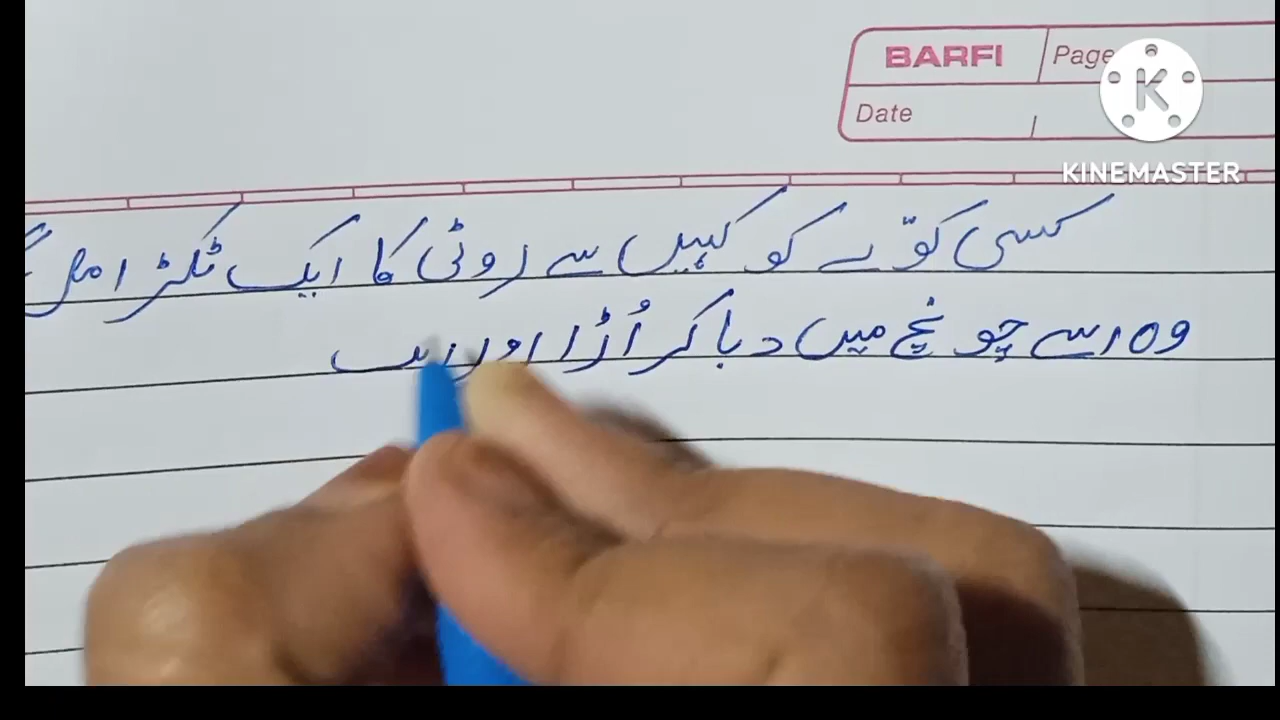 BARFI
Page
Date
KINEMASTER
کسی کوّے کو کہیں سے روٹی کا ایک ٹکڑا مل
وہ اسے چونچ میں دبا کر اُڑا اور